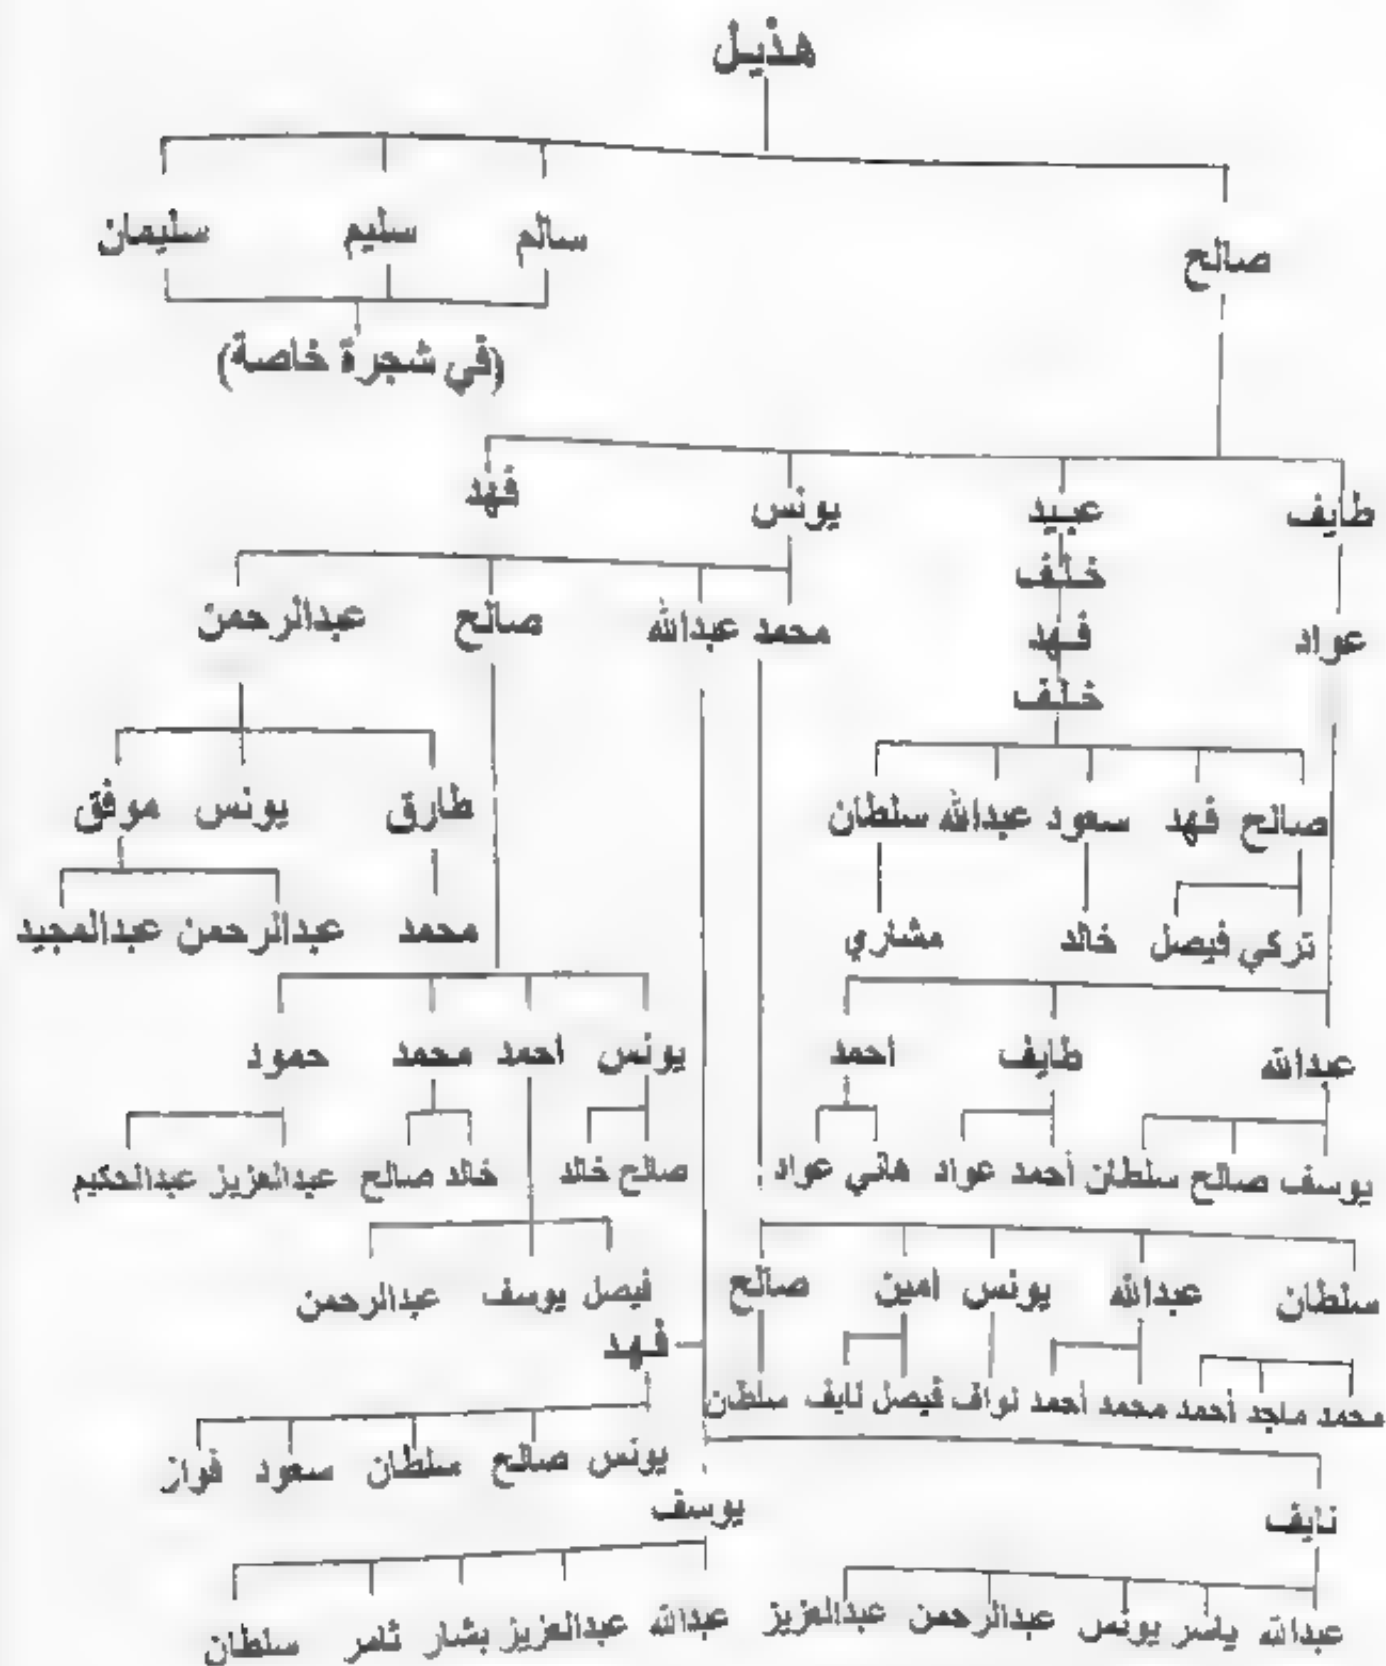 هذيل
سالم سليم سليمان
صالح
(في شجرة خاصة)
طايف عبيد يونس فهد
خلف
عواد فهد محمد عبدالله صالح عبدالرحمن
خلف
طارق يونس موفق
صالح فهد سعود عبدالله سلطان
تركي فيصل خالد مشاري محمد عبدالرحمن عبدالمجيد
عبدالله طايف احمد يونس احمد محمد حمود
يوسف صالح سلطان أحمد عواد هاني عواد صالح خالد خالد صالح عبدالعزيز عبدالحكيم
سلطان عبدالله يونس امين صالح فيصل يوسف عبدالرحمن
فهد
محمد ماجد أحمد محمد أحمد نواف فيصل نايف سلطان
يونس صالح سلطان سعود فواز
نايف يوسف
عبدالله ياسر يونس عبدالرحمن عبدالعزيز عبدالله عبدالعزيز بشار ثامر سلطان